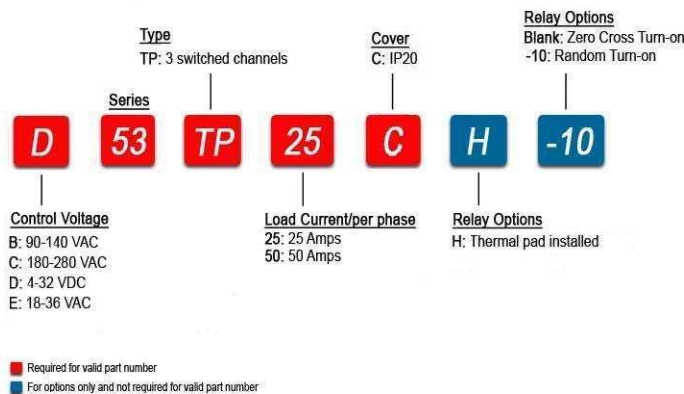 Relay Options
Blank: Zero Cross Turn-on
-10: Random Turn-on
Type
TP: 3 switched channels
Cover
C: IP20
Series
D 53 TP 25 C H -10
Control Voltage
B: 90-140 VAC
C: 180-280 VAC
D: 4-32 VDC
E: 18-36 VAC
Load Current/per phase
25: 25 Amps
50: 50 Amps
Relay Options
H: Thermal pad installed
Required for valid part number
For options only and not required for valid part number